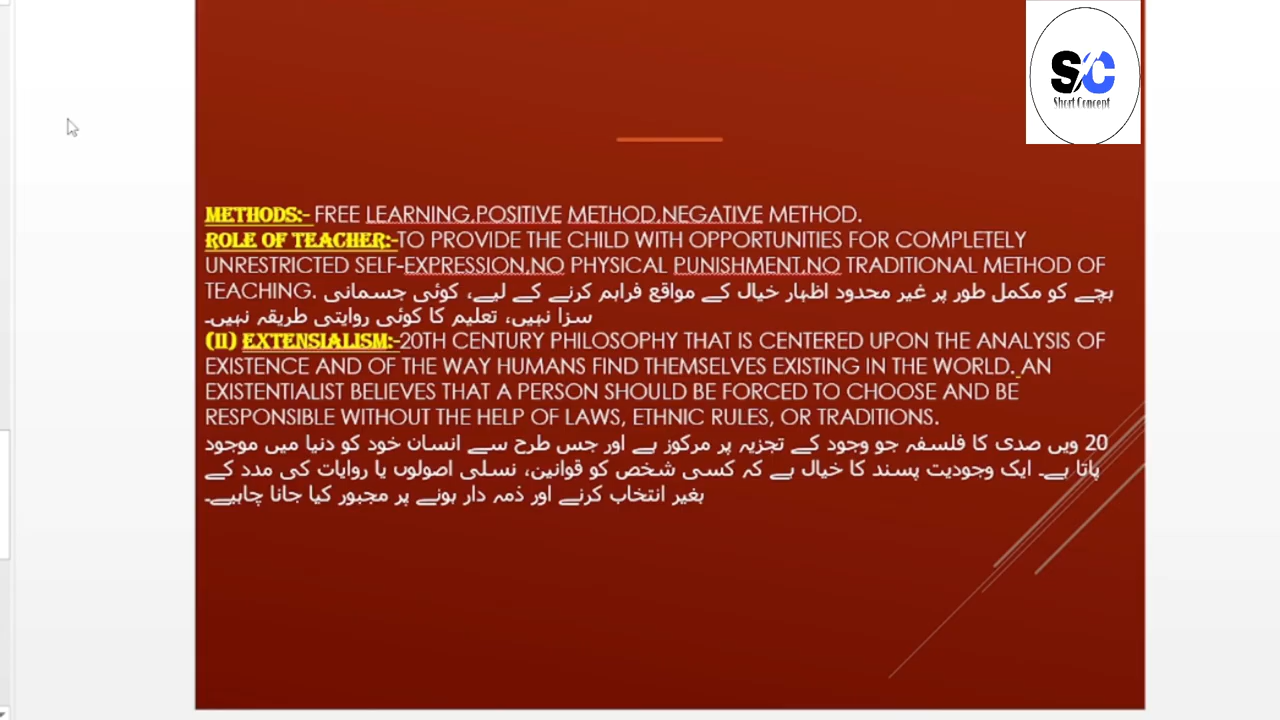 SC
Short Concept
METHODS:- FREE LEARNING,POSITIVE METHOD,NEGATIVE METHOD.
ROLE OF TEACHER:-TO PROVIDE THE CHILD WITH OPPORTUNITIES FOR COMPLETELY
UNRESTRICTED SELF-EXPRESSION,NO PHYSICAL PUNISHMENT,NO TRADITIONAL METHOD OF
TEACHING. بچے کو مکمل طور پر غیر محدود اظہار خیال کے مواقع فراہم کرنے کے لیے، کوئی جسمانی
سزا نہیں، تعلیم کا کوئی روایتی طریقہ نہیں۔
(II) EXTENSIALISM:-20TH CENTURY PHILOSOPHY THAT IS CENTERED UPON THE ANALYSIS OF
EXISTENCE AND OF THE WAY HUMANS FIND THEMSELVES EXISTING IN THE WORLD. AN
EXISTENTIALIST BELIEVES THAT A PERSON SHOULD BE FORCED TO CHOOSE AND BE
RESPONSIBLE WITHOUT THE HELP OF LAWS, ETHNIC RULES, OR TRADITIONS.
20 ویں صدی کا فلسفہ جو وجود کے تجزیہ پر مرکوز ہے اور جس طرح سے انسان خود کو دنیا میں موجود
پاتا ہے۔ ایک وجودیت پسند کا خیال ہے کہ کسی شخص کو قوانین، نسلی اصولوں یا روایات کی مدد کے
بغیر انتخاب کرنے اور ذمہ دار ہونے پر مجبور کیا جانا چاہیے۔